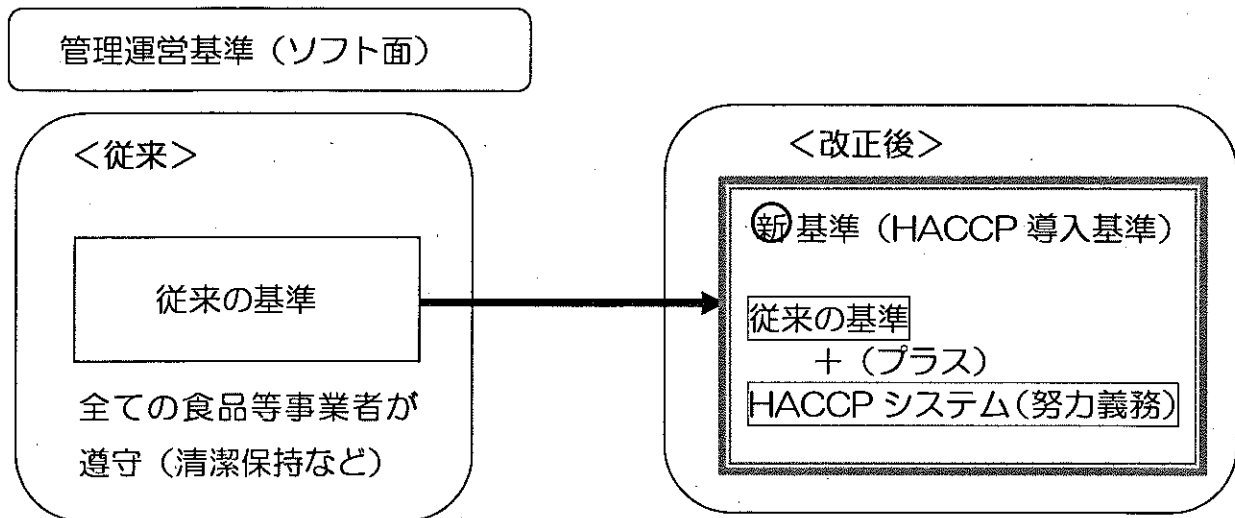 管理運営基準（ソフト面）
＜従来＞
従来の基準
全ての食品等事業者が
遵守（清潔保持など）
＜改正後＞
㊟新基準（HACCP 導入基準）
従来の基準
＋（プラス）
HACCP システム（努力義務）